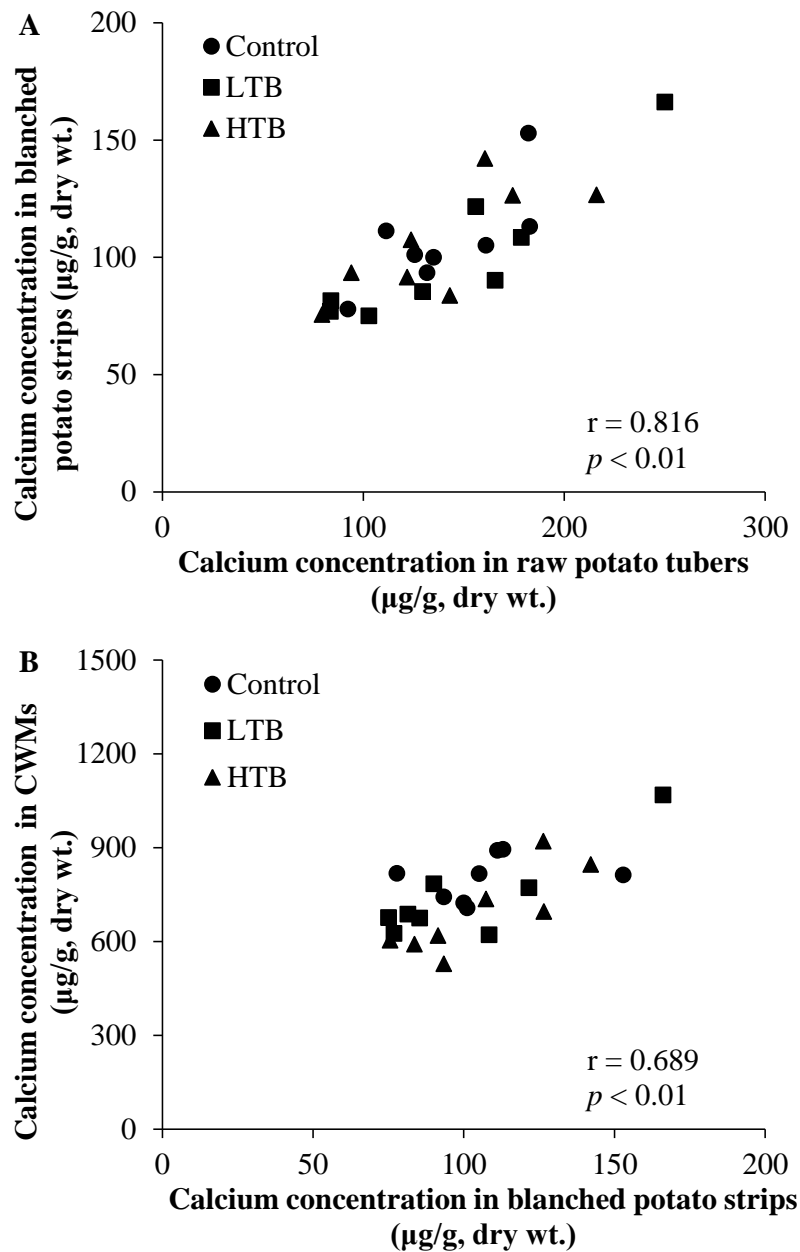 A
200
150
100
50
0
Calcium concentration in blanched
potato strips (µg/g, dry wt.)
Control
LTB
HTB
r = 0.816
p < 0.01
0 100 200 300
Calcium concentration in raw potato tubers
(µg/g, dry wt.)
B
1500
1200
900
600
300
0
Calcium concentration in CWMs
(µg/g, dry wt.)
Control
LTB
HTB
r = 0.689
p < 0.01
0 50 100 150 200
Calcium concentration in blanched potato strips
(µg/g, dry wt.)